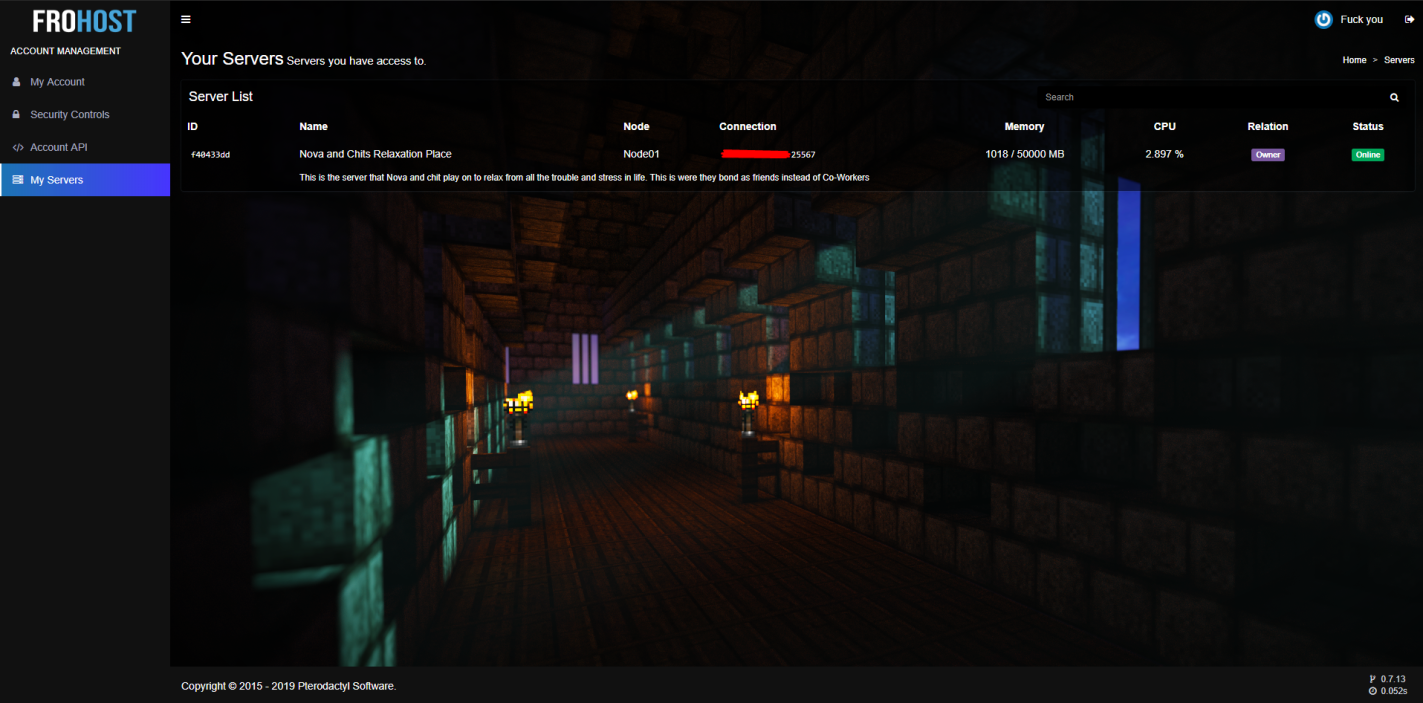 FROHOST
Fuck you
ACCOUNT MANAGEMENT
Your Servers Servers you have access to.
Home > Servers
My Account
Server List
Search
Security Controls
ID Name Node Connection Memory CPU Relation Status
Account API
f40433dd Nova and Chits Relaxation Place Node01 25567 1018 / 50000 MB 2.897 % Owner Online
My Servers
This is the server that Nova and chit play on to relax from all the trouble and stress in life. This is were they bond as friends instead of Co-Workers
Copyright © 2015 - 2019 Pterodactyl Software.
0.7.13
0.052s